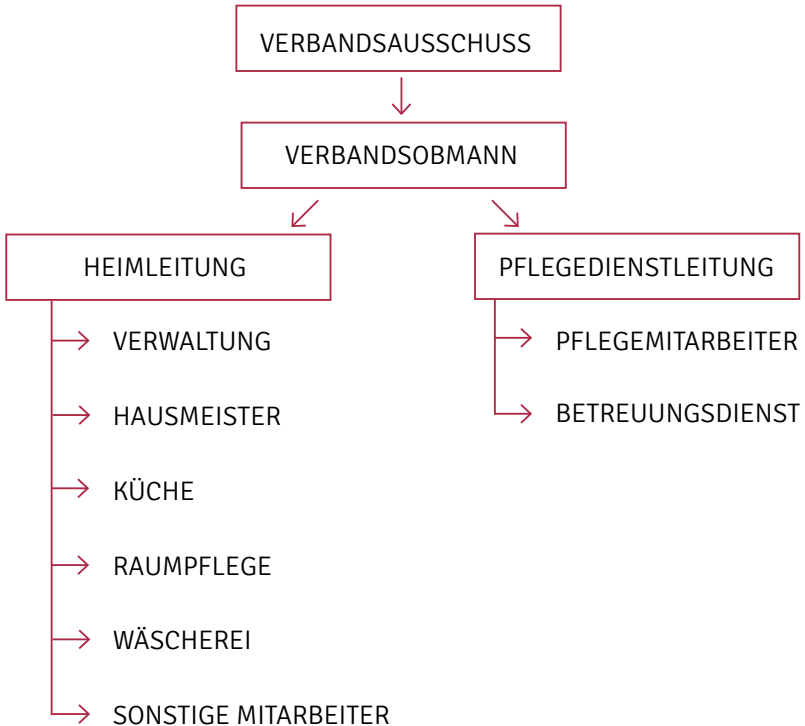 VERBANDSAUSSCHUSS
VERBANDSOBMANN
HEIMLEITUNG
VERWALTUNG
HAUSMEISTER
KÜCHE
RAUMPFLEGE
WÄSCHEREI
SONSTIGE MITARBEITER
PFLEGEDIENSTLEITUNG
PFLEGEMITARBEITER
BETREUUNGSDIENST